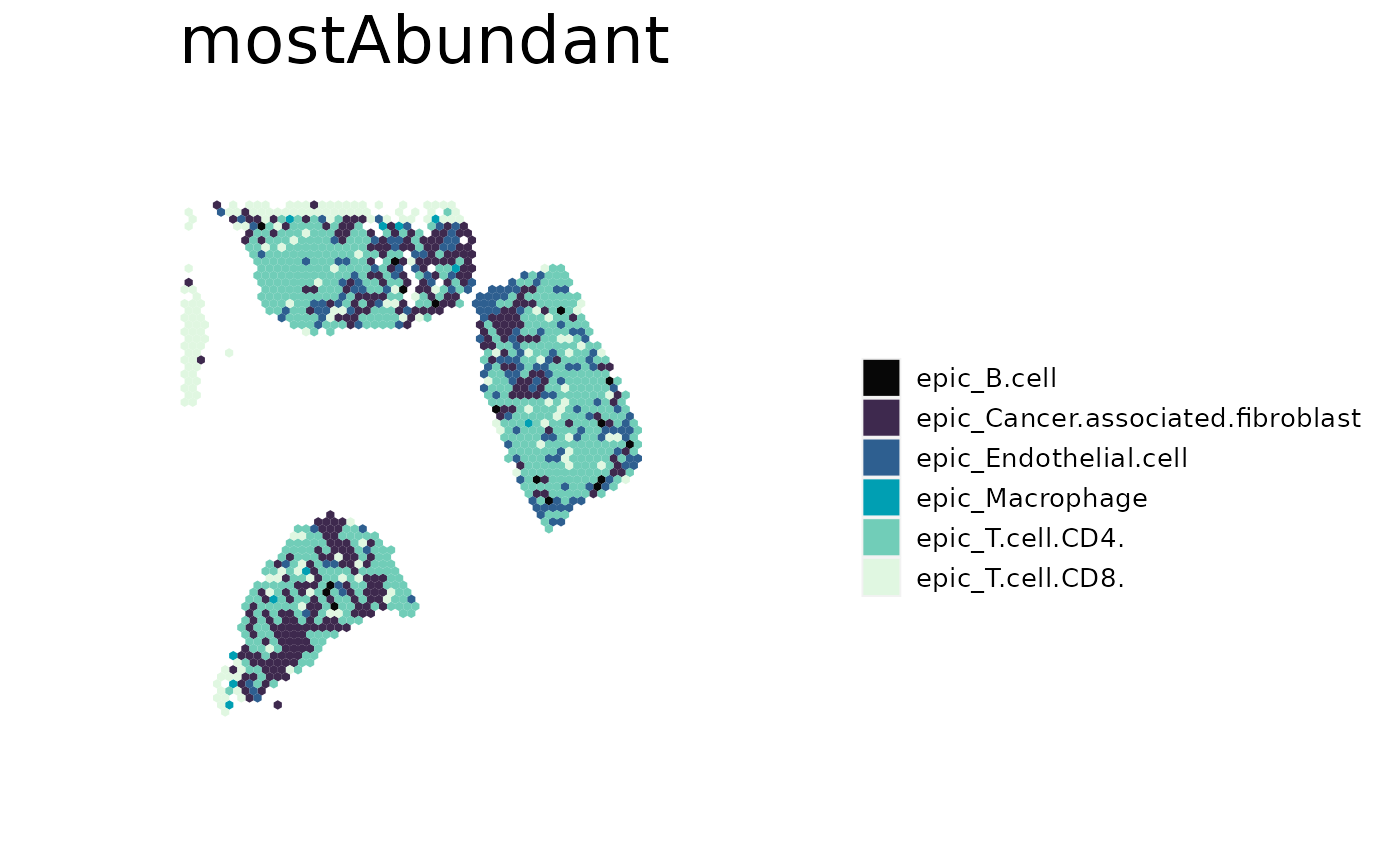 mostAbundant
epic_B.cell
epic_Cancer.associated.fibroblast
epic_Endothelial.cell
epic_Macrophage
epic_T.cell.CD4.
epic_T.cell.CD8.